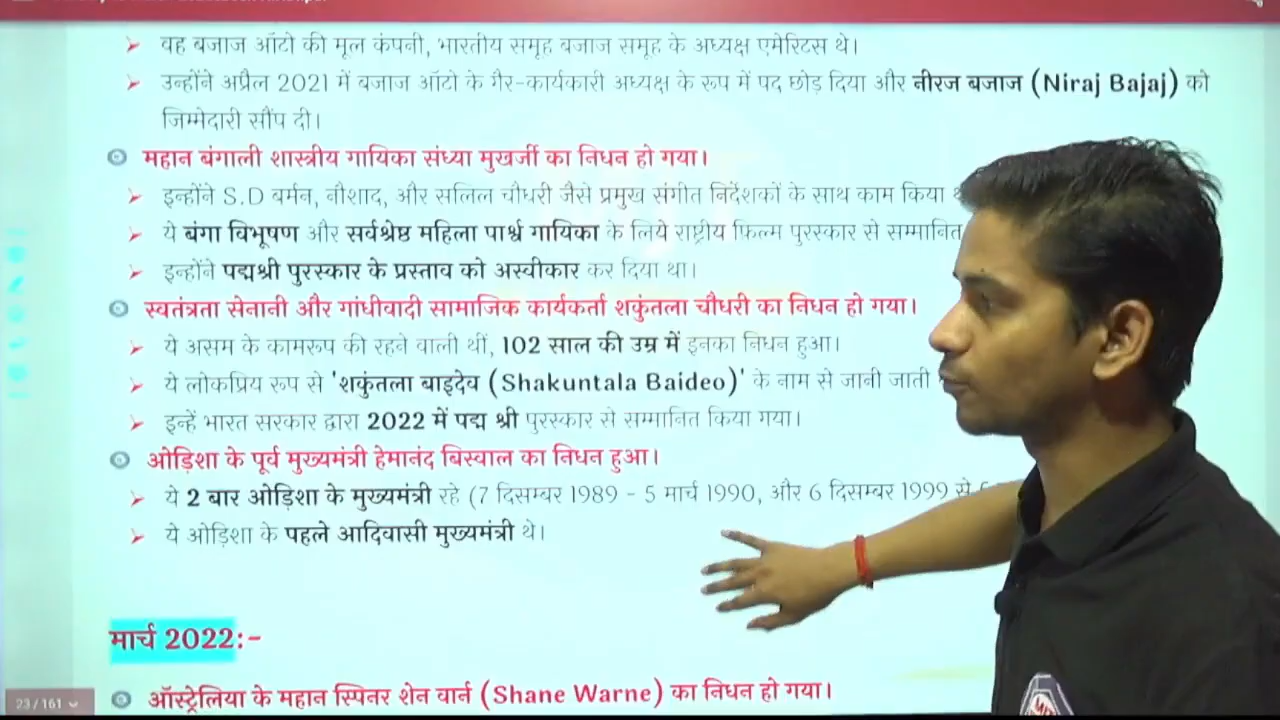 वह बजाज ऑटो की मूल कंपनी, भारतीय समूह बजाज समूह के अध्यक्ष एमेरिटस थे।
उन्होंने अप्रैल 2021 में बजाज ऑटो के गैर-कार्यकारी अध्यक्ष के रूप में पद छोड़ दिया और नीरज बजाज (Niraj Bajaj) को
जिम्मेदारी सौंप दी।
महान बंगाली शास्त्रीय गायिका संध्या मुखर्जी का निधन हो गया।
इन्होंने S.D बर्मन, नौशाद, और सलिल चौधरी जैसे प्रमुख संगीत निर्देशकों के साथ काम किया
ये बंगा विभूषण और सर्वश्रेष्ठ महिला पार्श्व गायिका के लिये राष्ट्रीय फ़िल्म पुरस्कार से सम्मानित
इन्होंने पद्मश्री पुरस्कार के प्रस्ताव को अस्वीकार कर दिया था।
स्वतंत्रता सेनानी और गांधीवादी सामाजिक कार्यकर्ता शकुंतला चौधरी का निधन हो गया।
ये असम के कामरूप की रहने वाली थीं, 102 साल की उम्र में इनका निधन हुआ।
ये लोकप्रिय रूप से 'शकुंतला बाइदेव (Shakuntala Baideo)' के नाम से जानी जाती
इन्हें भारत सरकार द्वारा 2022 में पद्म श्री पुरस्कार से सम्मानित किया गया।
ओड़िशा के पूर्व मुख्यमंत्री हेमानंद बिस्वाल का निधन हुआ।
ये 2 बार ओड़िशा के मुख्यमंत्री रहे (7 दिसम्बर 1989 - 5 मार्च 1990, और 6 दिसम्बर 1999 से
ये ओड़िशा के पहले आदिवासी मुख्यमंत्री थे।
मार्च 2022:-
ऑस्ट्रेलिया के महान स्पिनर शेन वार्न (Shane Warne) का निधन हो गया।
23 / 161